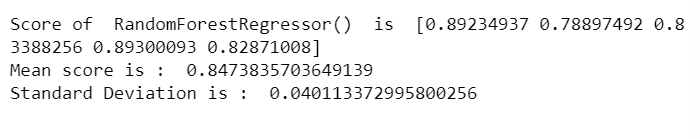 Score of  RandomForestRegressor()  is  [0.89234937 0.78897492 0.8
3388256 0.89300093 0.82871008]
Mean score is :  0.8473835703649139
Standard Deviation is :  0.040113372995800256